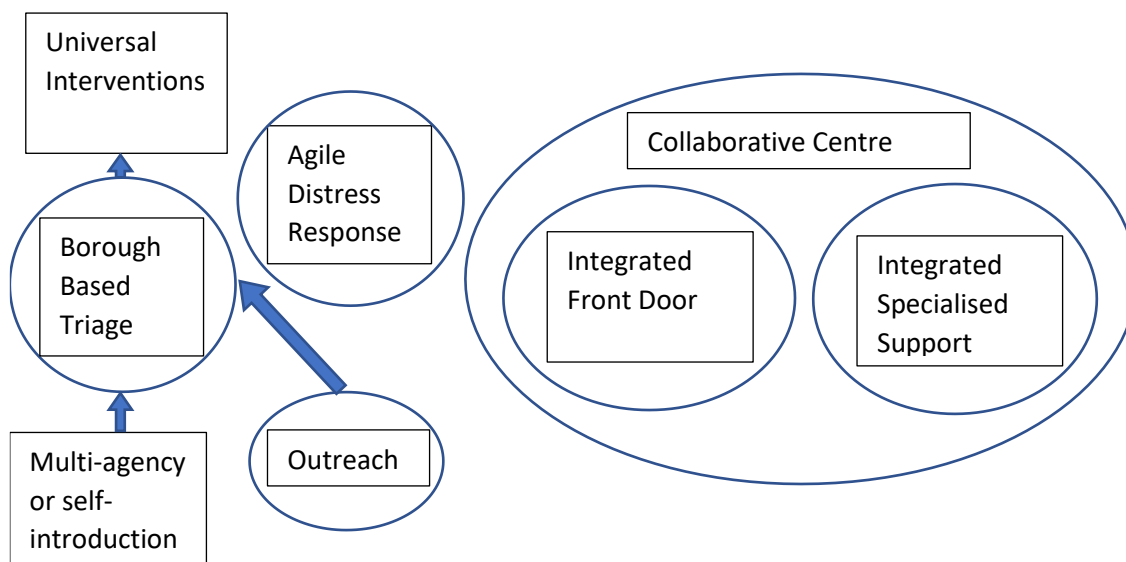 Universal
Interventions
Agile
Distress
Response
Collaborative Centre
Borough
Based
Triage
Integrated
Front Door
Integrated
Specialised
Support
Outreach
Multi-agency
or self-
introduction